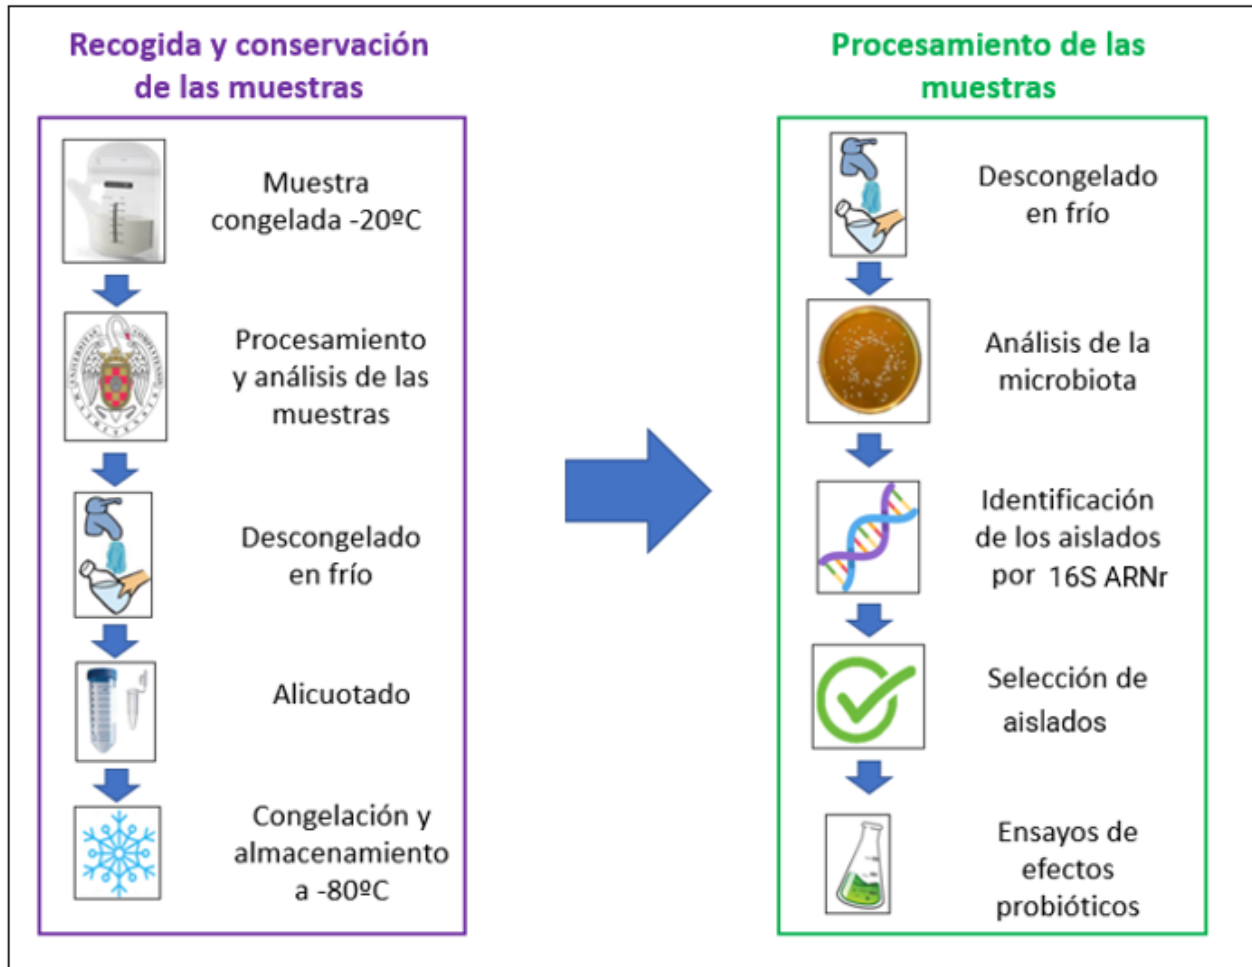 Recogida y conservación
de las muestras
Muestra
congelada -20ºC
Procesamiento
y análisis de las
muestras
Descongelado
en frío
Alicuotado
Congelación y
almacenamiento
a -80ºC
Procesamiento de las
muestras
Descongelado
en frío
Análisis de la
microbiota
Identificación
de los aislados
por 16S ARNr
Selección de
aislados
Ensayos de
efectos
probióticos